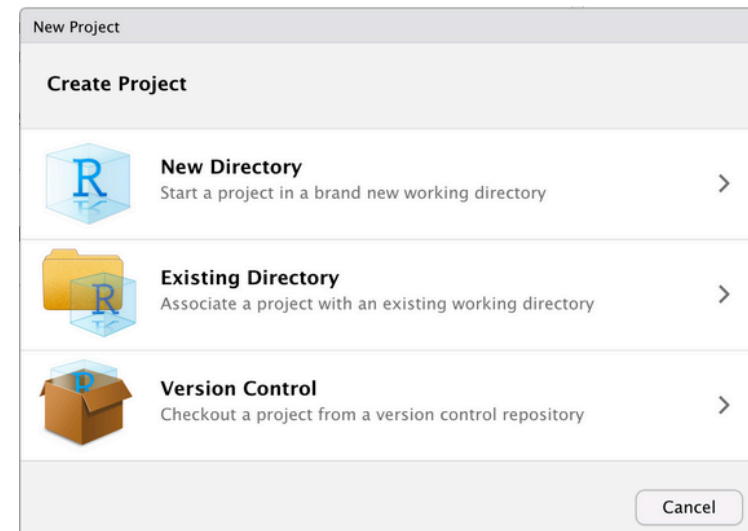 New Project
Create Project
R
New Directory
Start a project in a brand new working directory
R
Existing Directory
Associate a project with an existing working directory
R
Version Control
Checkout a project from a version control repository
Cancel